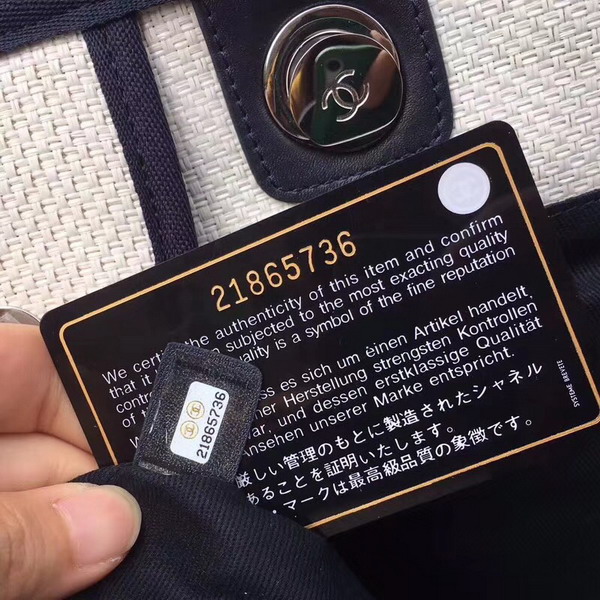 21865736
We the authenticity of this item and confirm
that it subjected to the most exacting quality
is a symbol of the fine reputation
of
es sich um einen Artikel handelt,
Herstellung strengsten Kontrollen
und dessen erstklassige Qualität
Ansehen unserer Marke entspricht.
厳しい管理のもとに製造されたシャネル
あることを証明いたします。
マークは最高級品質の象徴です。
SYSTEME BREVETE
21865736